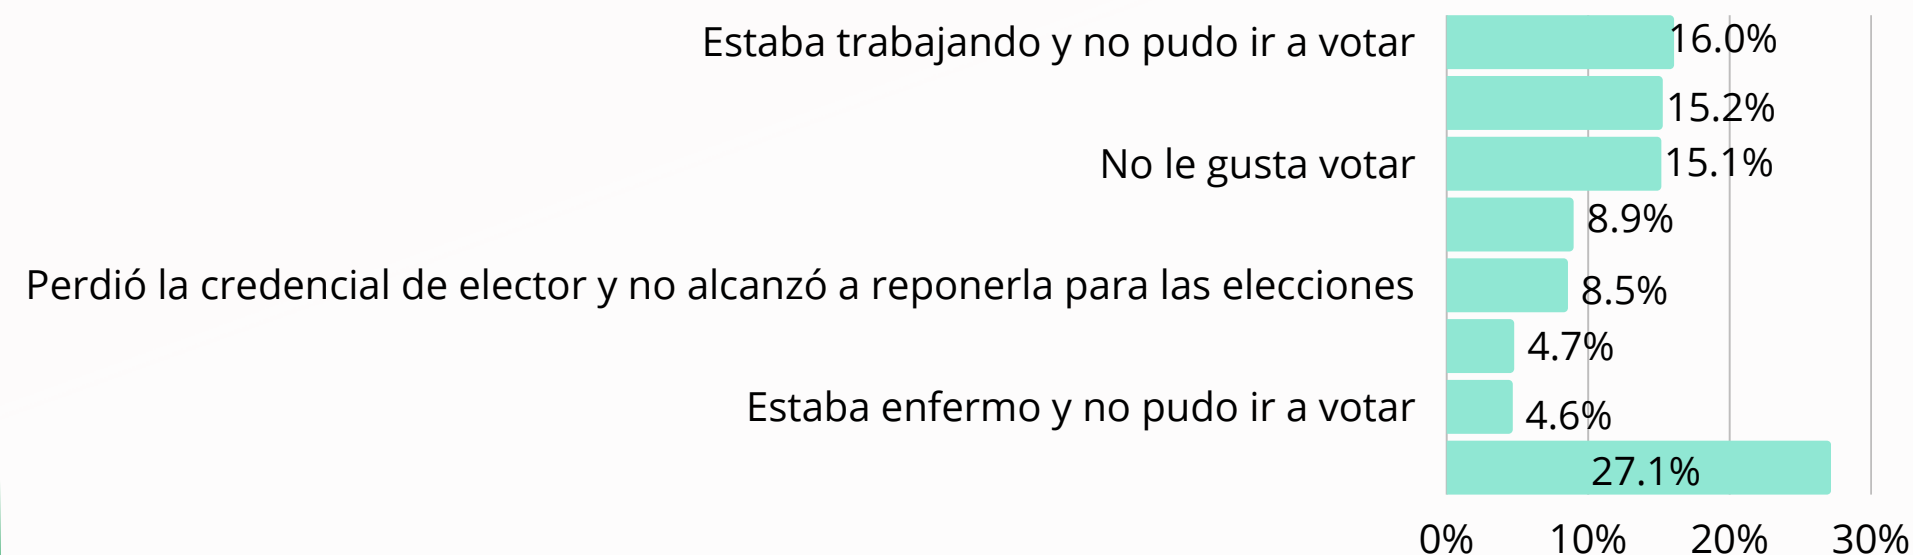 Estaba trabajando y no pudo ir a votar 16.0%
15.2%
No le gusta votar 15.1%
8.9%
Perdió la credencial de elector y no alcanzó a reponerla para las elecciones 8.5%
4.7%
Estaba enfermo y no pudo ir a votar 4.6%
27.1%
0% 10% 20% 30%